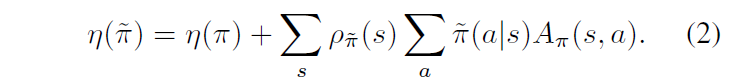 η(π̃) = η(π) + ∑_s ρ_π̃(s) ∑_a π̃(a|s)A_π(s, a). (2)